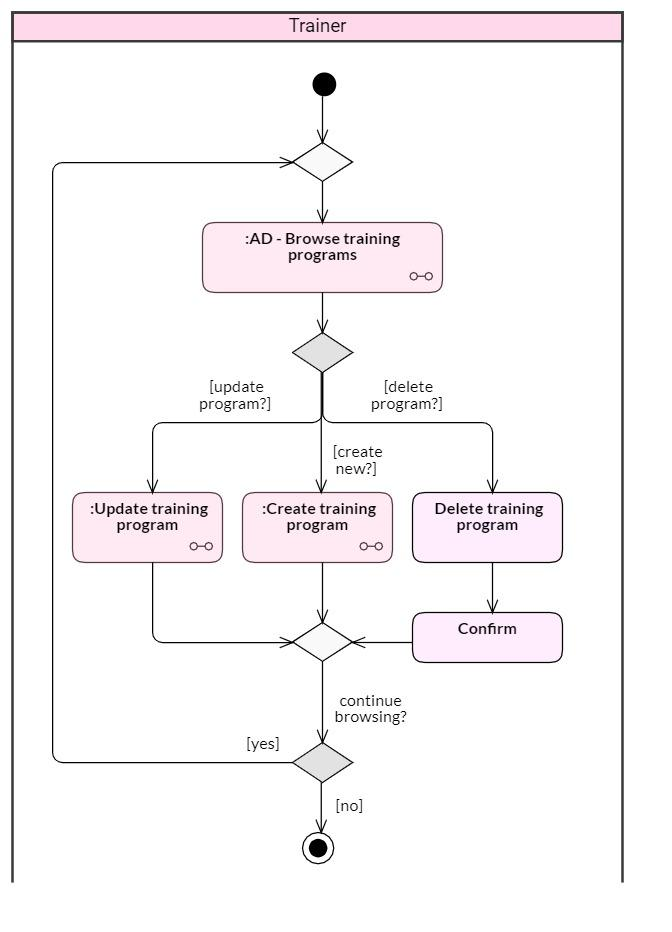 Trainer
:AD - Browse training
programs
[update
program?]
[delete
program?]
[create
new?]
:Update training
program
:Create training
program
Delete training
program
Confirm
continue
browsing?
[yes]
[no]